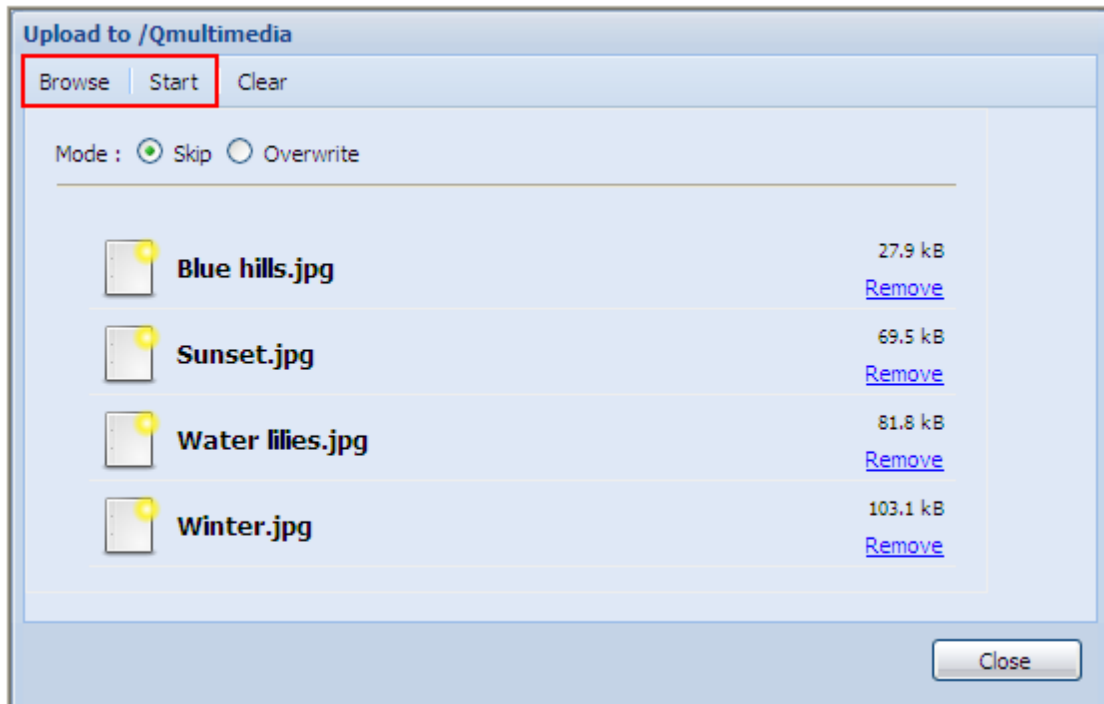 Upload to /Qmultimedia
Browse Start Clear
Mode : Skip Overwrite
27.9 kB
Blue hills.jpg
Remove
69.5 kB
Sunset.jpg
Remove
81.8 kB
Water lilies.jpg
Remove
103.1 kB
Winter.jpg
Remove
Close